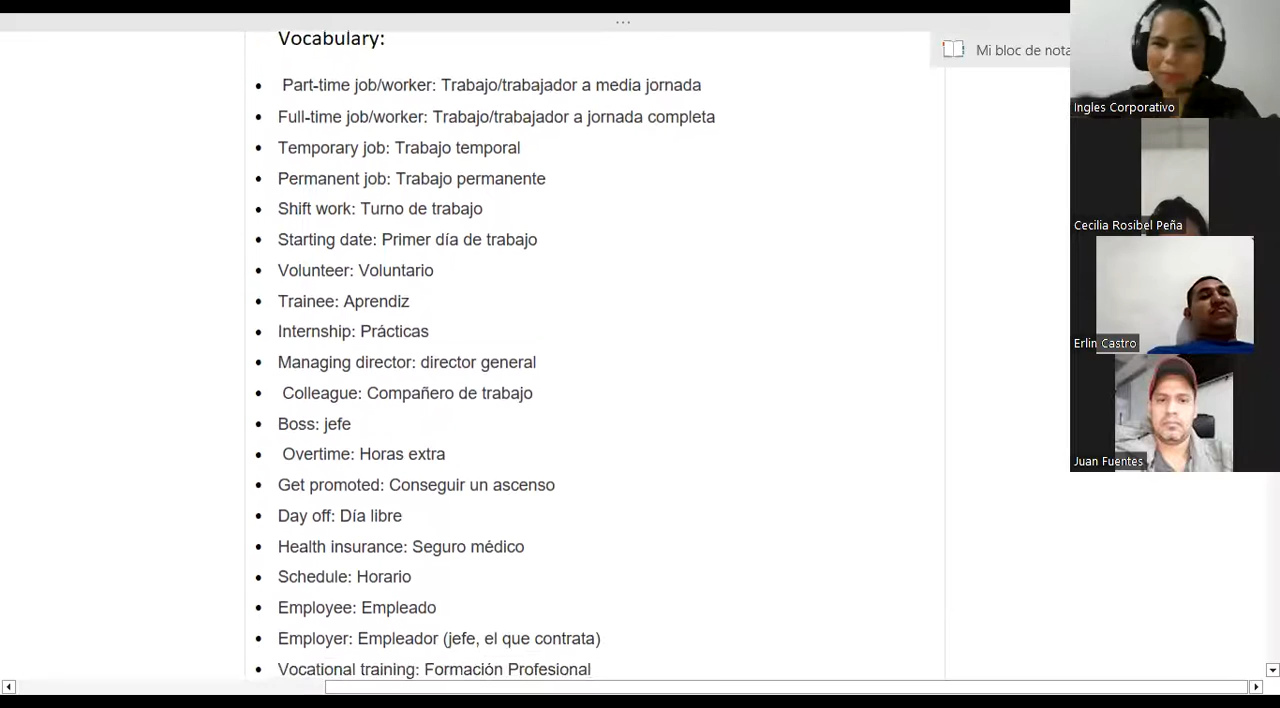 ...
Vocabulary:
Mi bloc de nota
• Part-time job/worker: Trabajo/trabajador a media jornada
• Full-time job/worker: Trabajo/trabajador a jornada completa
• Temporary job: Trabajo temporal
• Permanent job: Trabajo permanente
• Shift work: Turno de trabajo
• Starting date: Primer día de trabajo
• Volunteer: Voluntario
• Trainee: Aprendiz
• Internship: Prácticas
• Managing director: director general
• Colleague: Compañero de trabajo
• Boss: jefe
• Overtime: Horas extra
• Get promoted: Conseguir un ascenso
• Day off: Día libre
• Health insurance: Seguro médico
• Schedule: Horario
• Employee: Empleado
• Employer: Empleador (jefe, el que contrata)
• Vocational training: Formación Profesional
Ingles Corporativo
Cecilia Rosibel Peña
Erlin Castro
Juan Fuentes